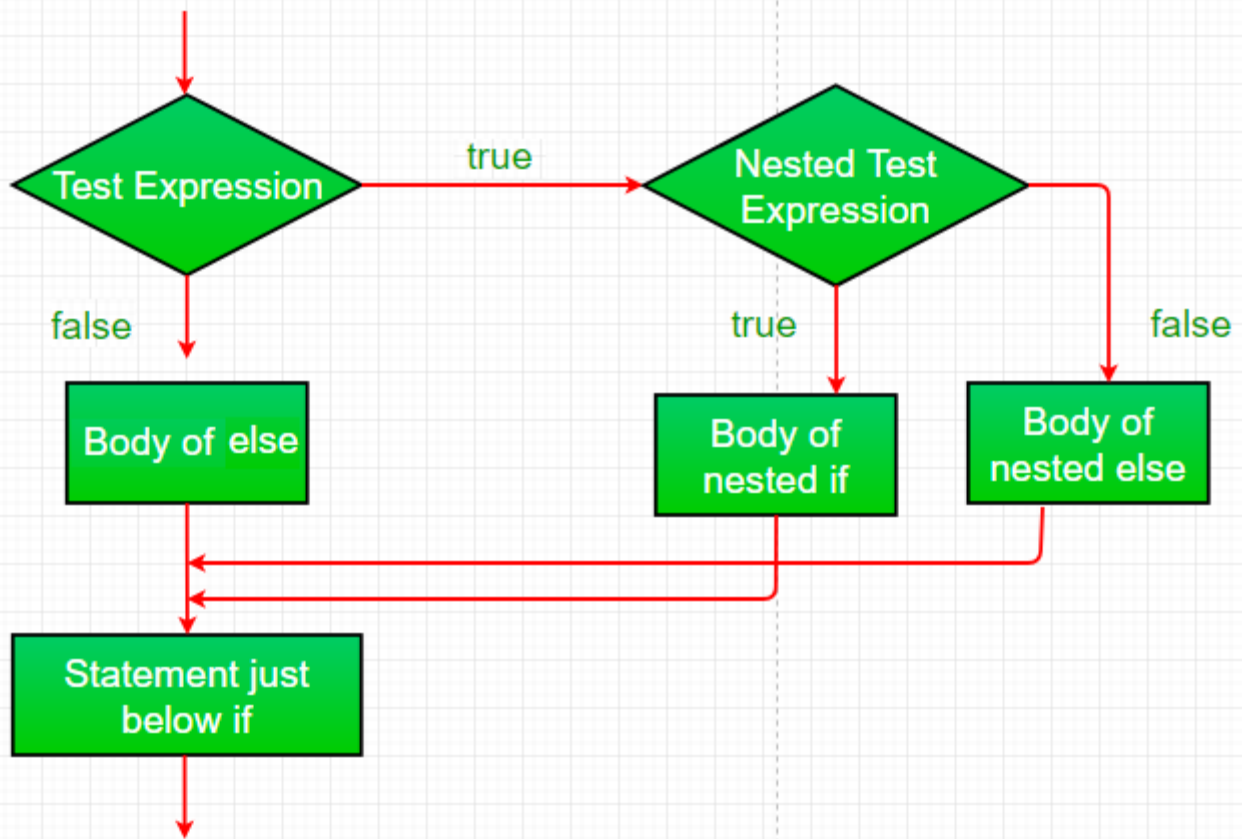 true
Test Expression
Nested Test
Expression
false
true
false
Body of else
Body of
nested if
Body of
nested else
Statement just
below if